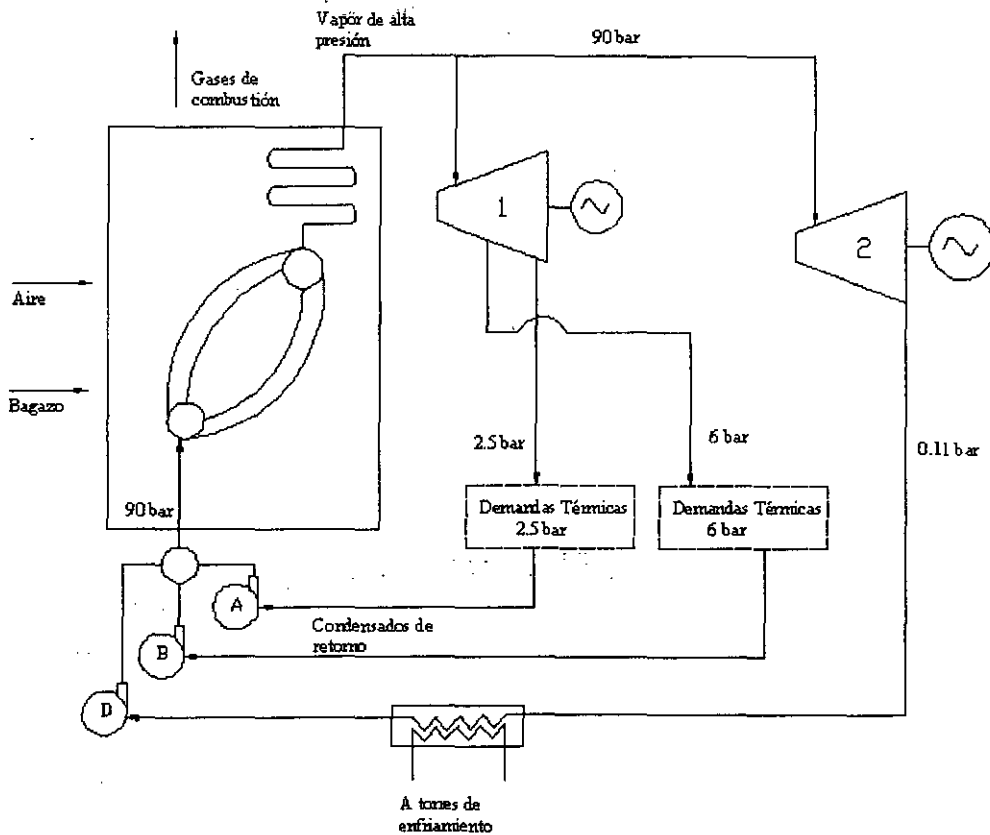 Vapor de alta
presión
90 bar
Gases de
combustión
1
2
Aire
Bagazo
2.5 bar
6 bar
0.11 bar
90 bar
Demandas Térmicas
2.5 bar
Demandas Térmicas
6 bar
A
Condensados de
retorno
B
D
A torres de
enfriamiento